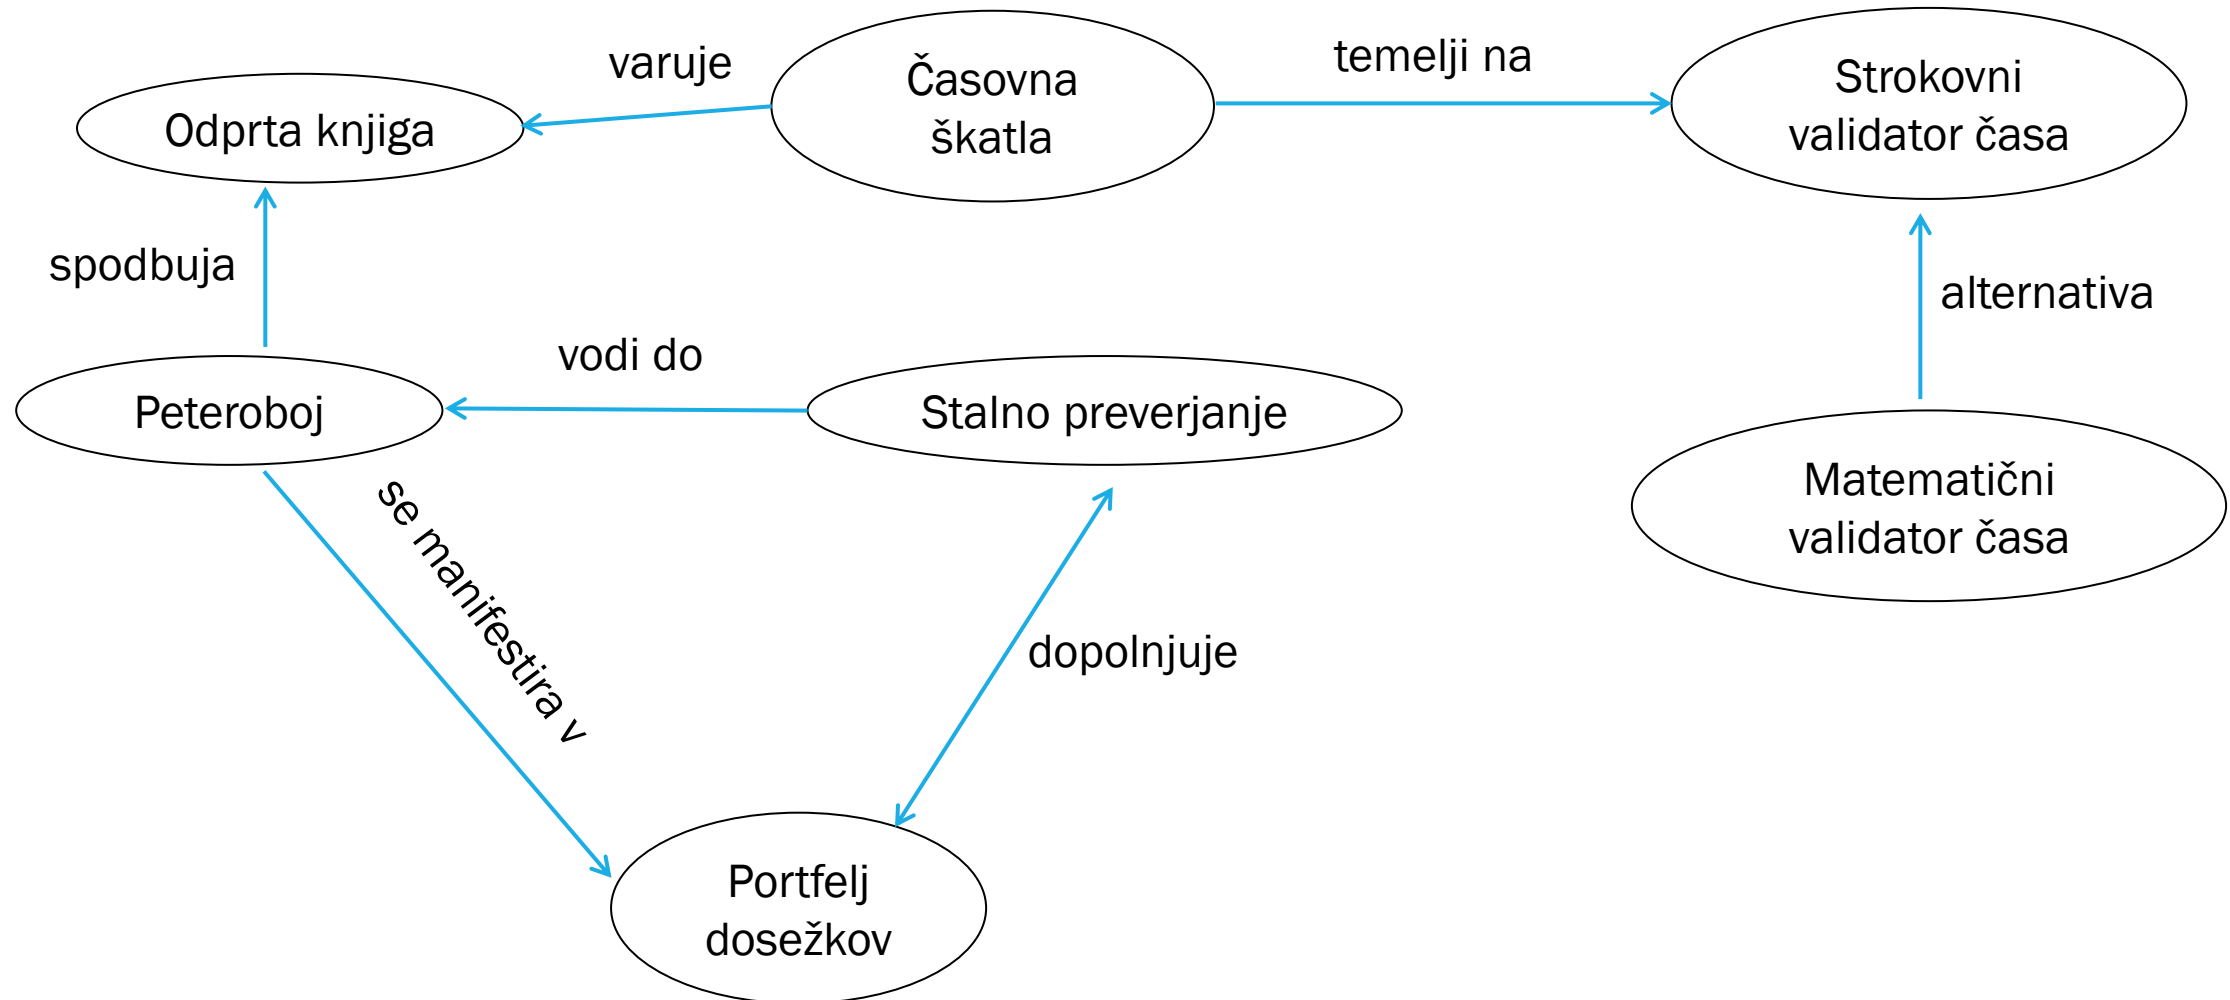 varuje
Časovna
škatla
temelji na
Strokovni
validator časa
Odprta knjiga
spodbuja
alternativa
vodi do
Peteroboj
Stalno preverjanje
Matematični
validator časa
se manifestira v
dopolnjuje
Portfelj
dosežkov